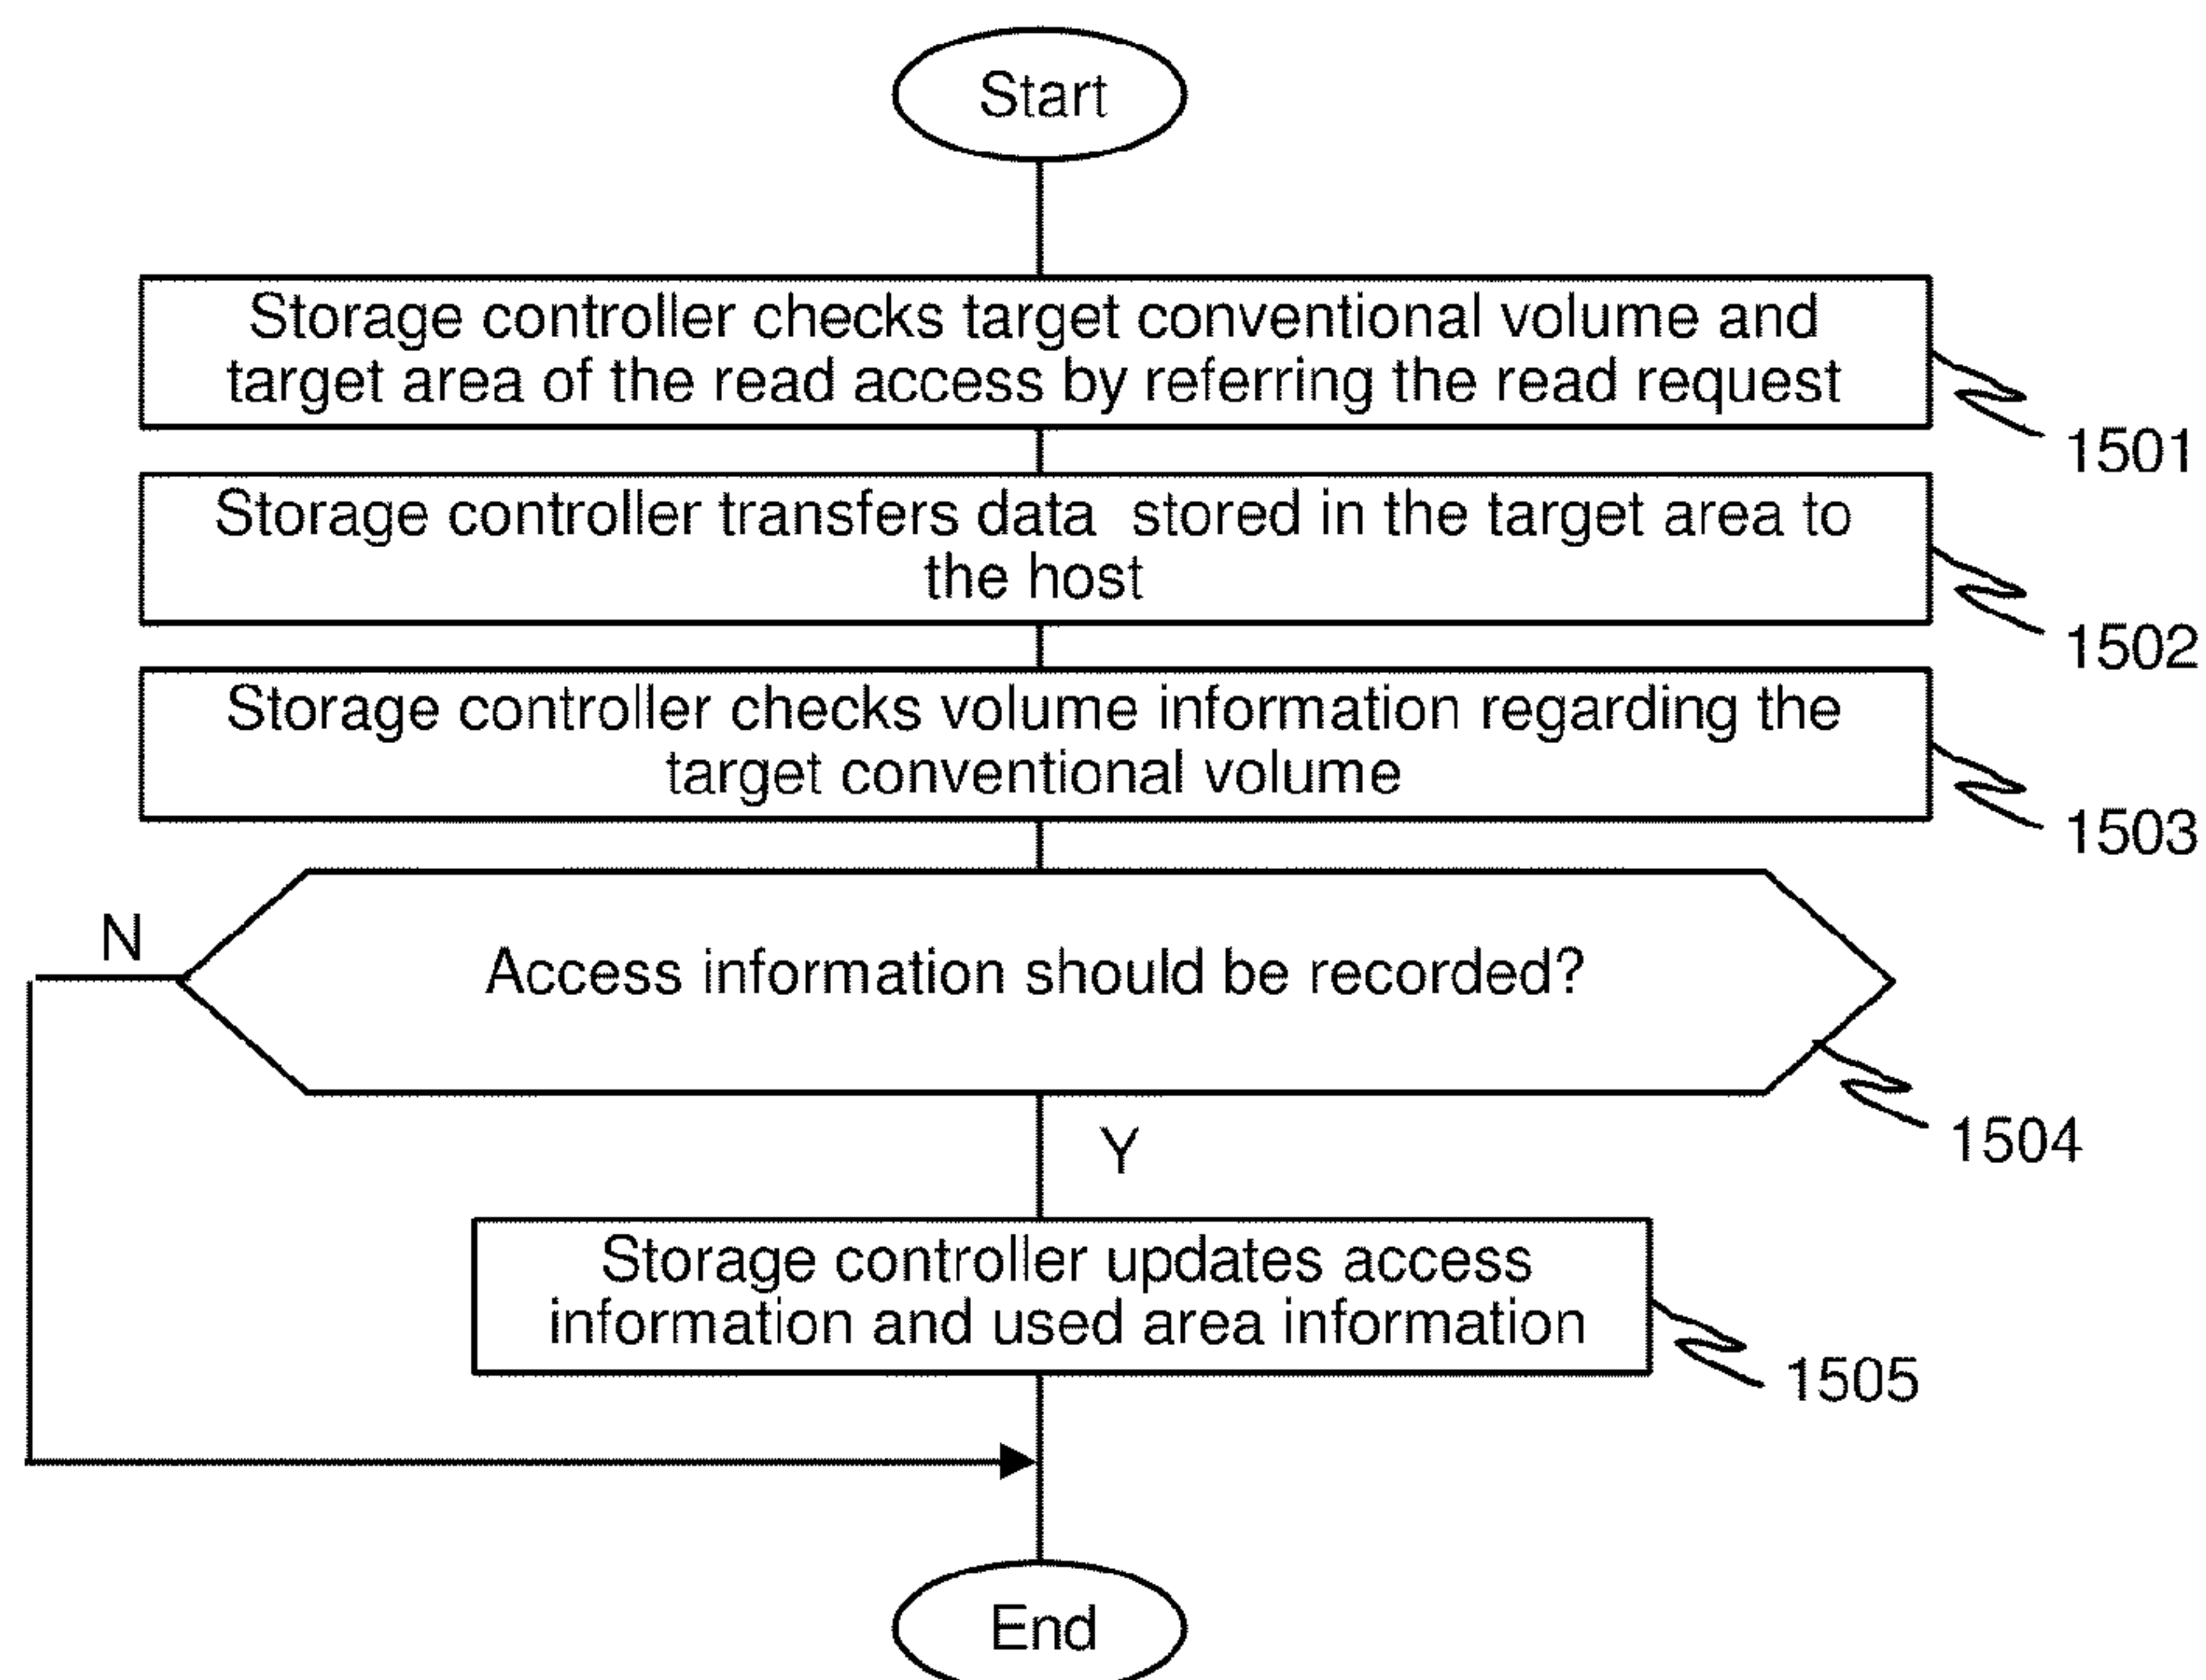 Start
Storage controller checks target conventional volume and
target area of the read access by referring the read request
1501
Storage controller transfers data stored in the target area to
the host
1502
Storage controller checks volume information regarding the
target conventional volume
1503
N
Access information should be recorded?
1504
Y
Storage controller updates access
information and used area information
1505
End